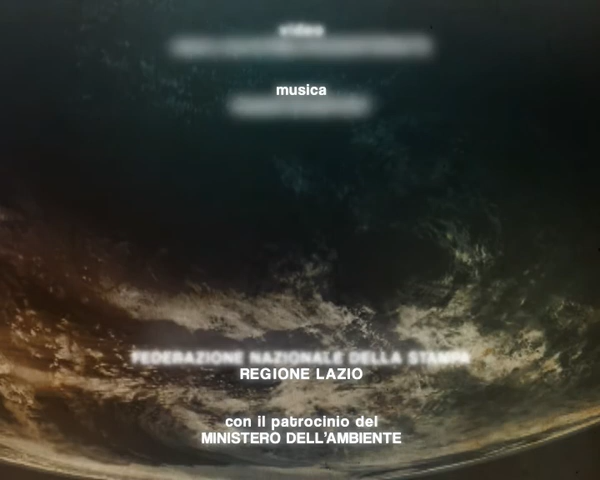 video
musica
FEDERAZIONE NAZIONALE DELLA STAMPA
REGIONE LAZIO
con il patrocinio del
MINISTERO DELL'AMBIENTE